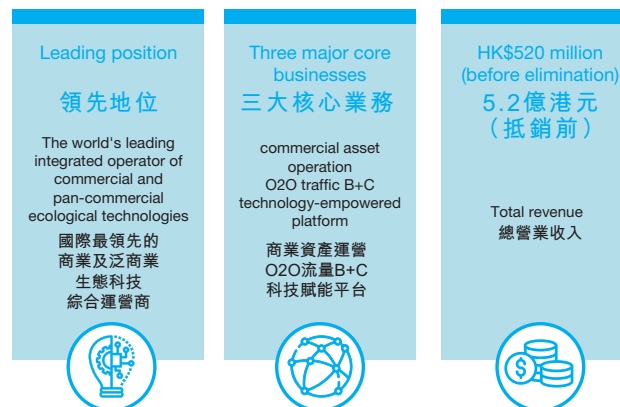 Leading position
領先地位
The world's leading
integrated operator of
commercial and
pan-commercial
ecological technologies
國際最領先的
商業及泛商業
生態科技
綜合運營商
Three major core
businesses
三大核心業務
commercial asset
operation
O2O traffic B+C
technology-empowered
platform
商業資產運營
O2O流量B+C
科技賦能平台
HK$520 million
(before elimination)
5.2億港元
（抵銷前）
Total revenue
總營業收入
$